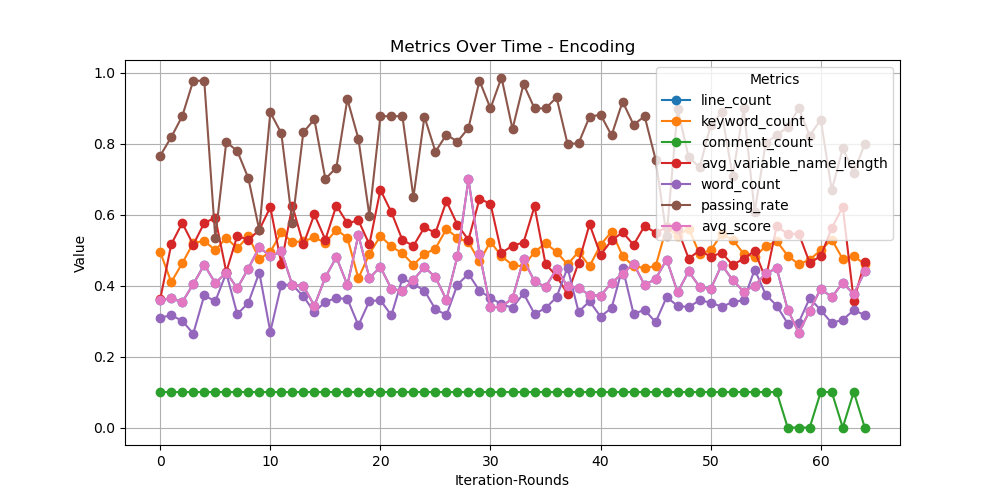 Metrics Over Time - Encoding
Metrics
line_count
keyword_count
comment_count
avg_variable_name_length
word_count
passing_rate
avg_score
Value
1.0
0.8
0.6
0.4
0.2
0.0
0 10 20 30 40 50 60
Iteration-Rounds